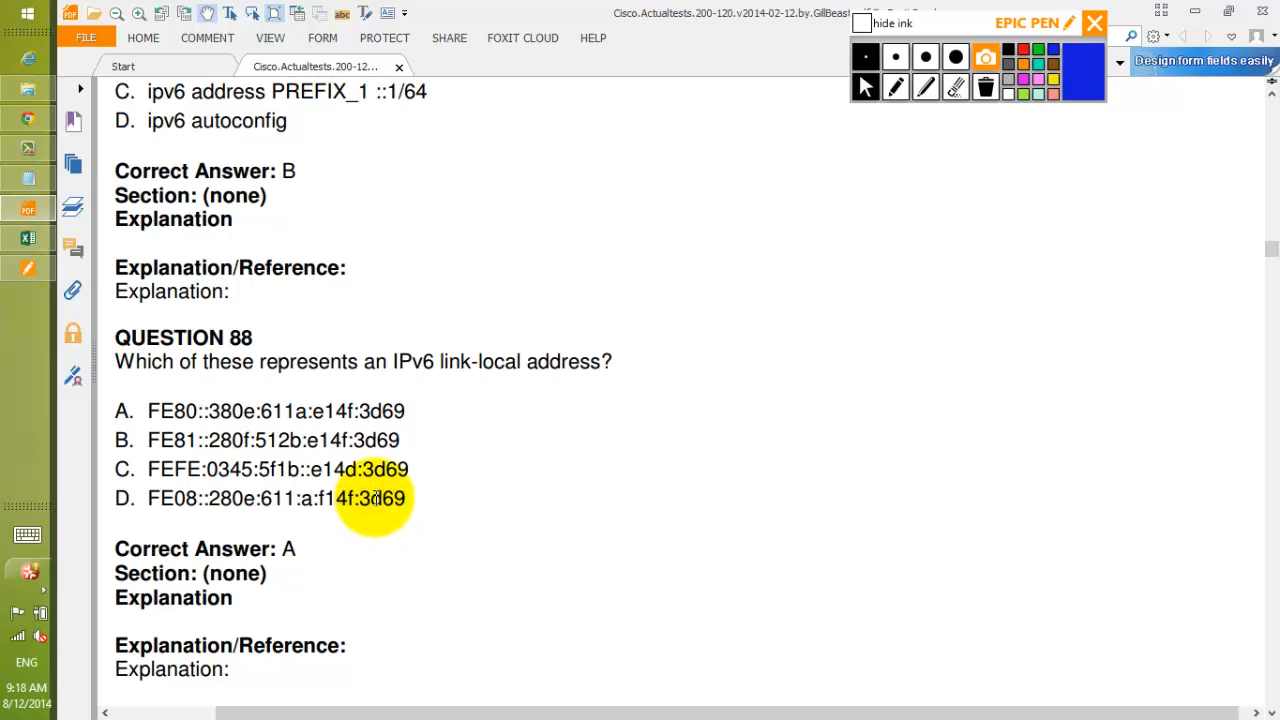 Cisco.Actualtests.200-120.v2014-02-12.by.GillBeast
hide ink
EPIC PEN
FILE
HOME
COMMENT
VIEW
FORM
PROTECT
SHARE
FOXIT CLOUD
HELP
Start
Cisco.Actualtests.200-12...
Design form fields easily
C. ipv6 address PREFIX_1 ::1/64
D. ipv6 autoconfig
Correct Answer: B
Section: (none)
Explanation
Explanation/Reference:
Explanation:
QUESTION 88
Which of these represents an IPv6 link-local address?
A. FE80::380e:611a:e14f:3d69
B. FE81::280f:512b:e14f:3d69
C. FEFE:0345:5f1b::e14d:3d69
D. FE08::280e:611:a:f14f:3d69
Correct Answer: A
Section: (none)
Explanation
Explanation/Reference:
Explanation:
ENG
9:18 AM
8/12/2014